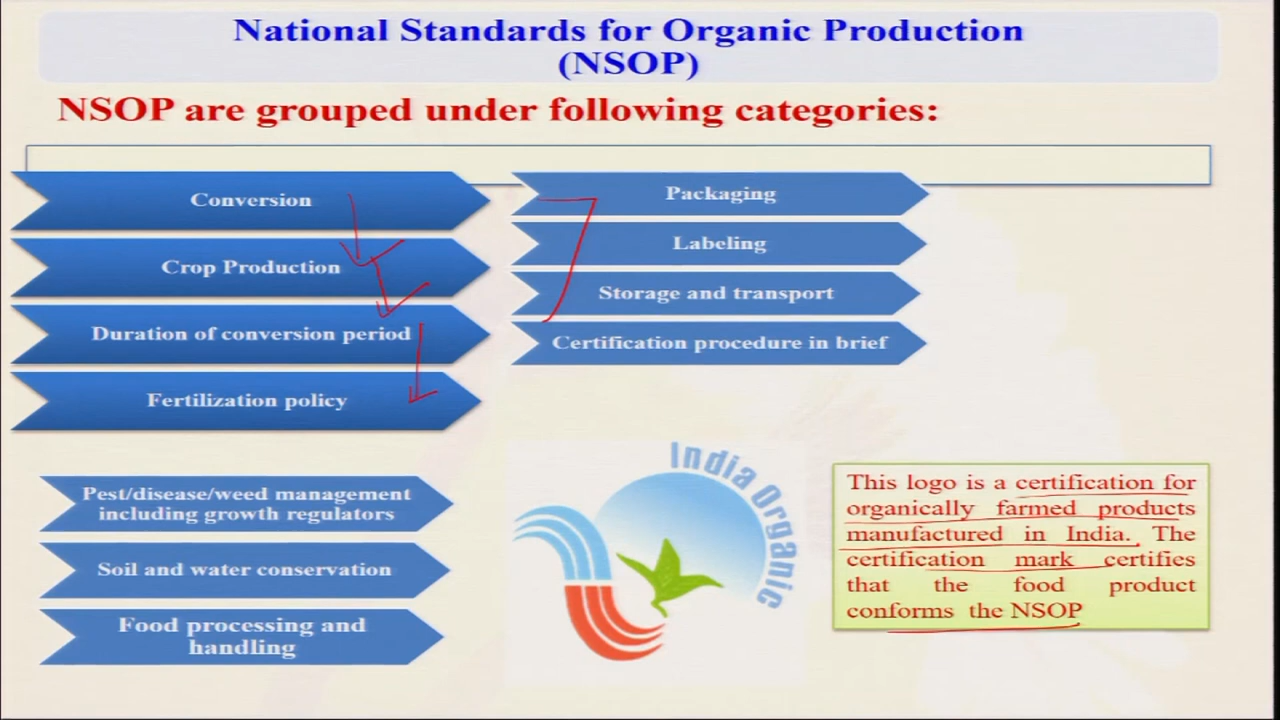 National Standards for Organic Production
(NSOP)
NSOP are grouped under following categories:
Conversion
Crop Production
Duration of conversion period
Fertilization policy
Pest/disease/weed management
including growth regulators
Soil and water conservation
Food processing and
handling
Packaging
Labeling
Storage and transport
Certification procedure in brief
India Organic
This logo is a certification for
organically farmed products
manufactured in India. The
certification mark certifies
that the food product
conforms the NSOP